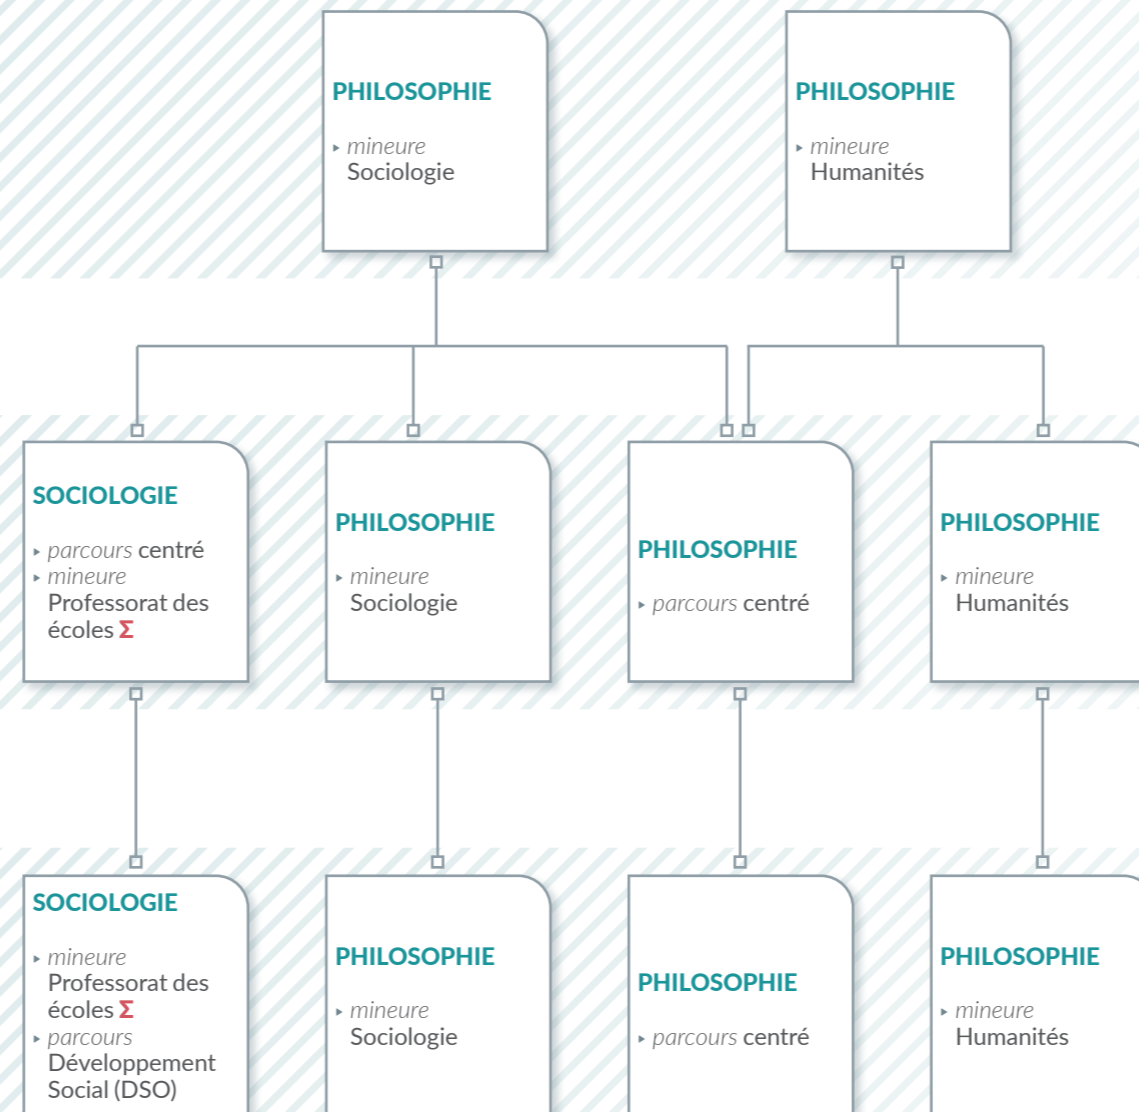 PHILOSOPHIE
▸ mineure
Sociologie
PHILOSOPHIE
▸ mineure
Humanités
SOCIOLOGIE
▸ parcours centré
▸ mineure
Professorat des
écoles Σ
PHILOSOPHIE
▸ mineure
Sociologie
PHILOSOPHIE
▸ parcours centré
PHILOSOPHIE
▸ mineure
Humanités
SOCIOLOGIE
▸ mineure
Professorat des
écoles Σ
▸ parcours
Développement
Social (DSO)
PHILOSOPHIE
▸ mineure
Sociologie
PHILOSOPHIE
▸ parcours centré
PHILOSOPHIE
▸ mineure
Humanités